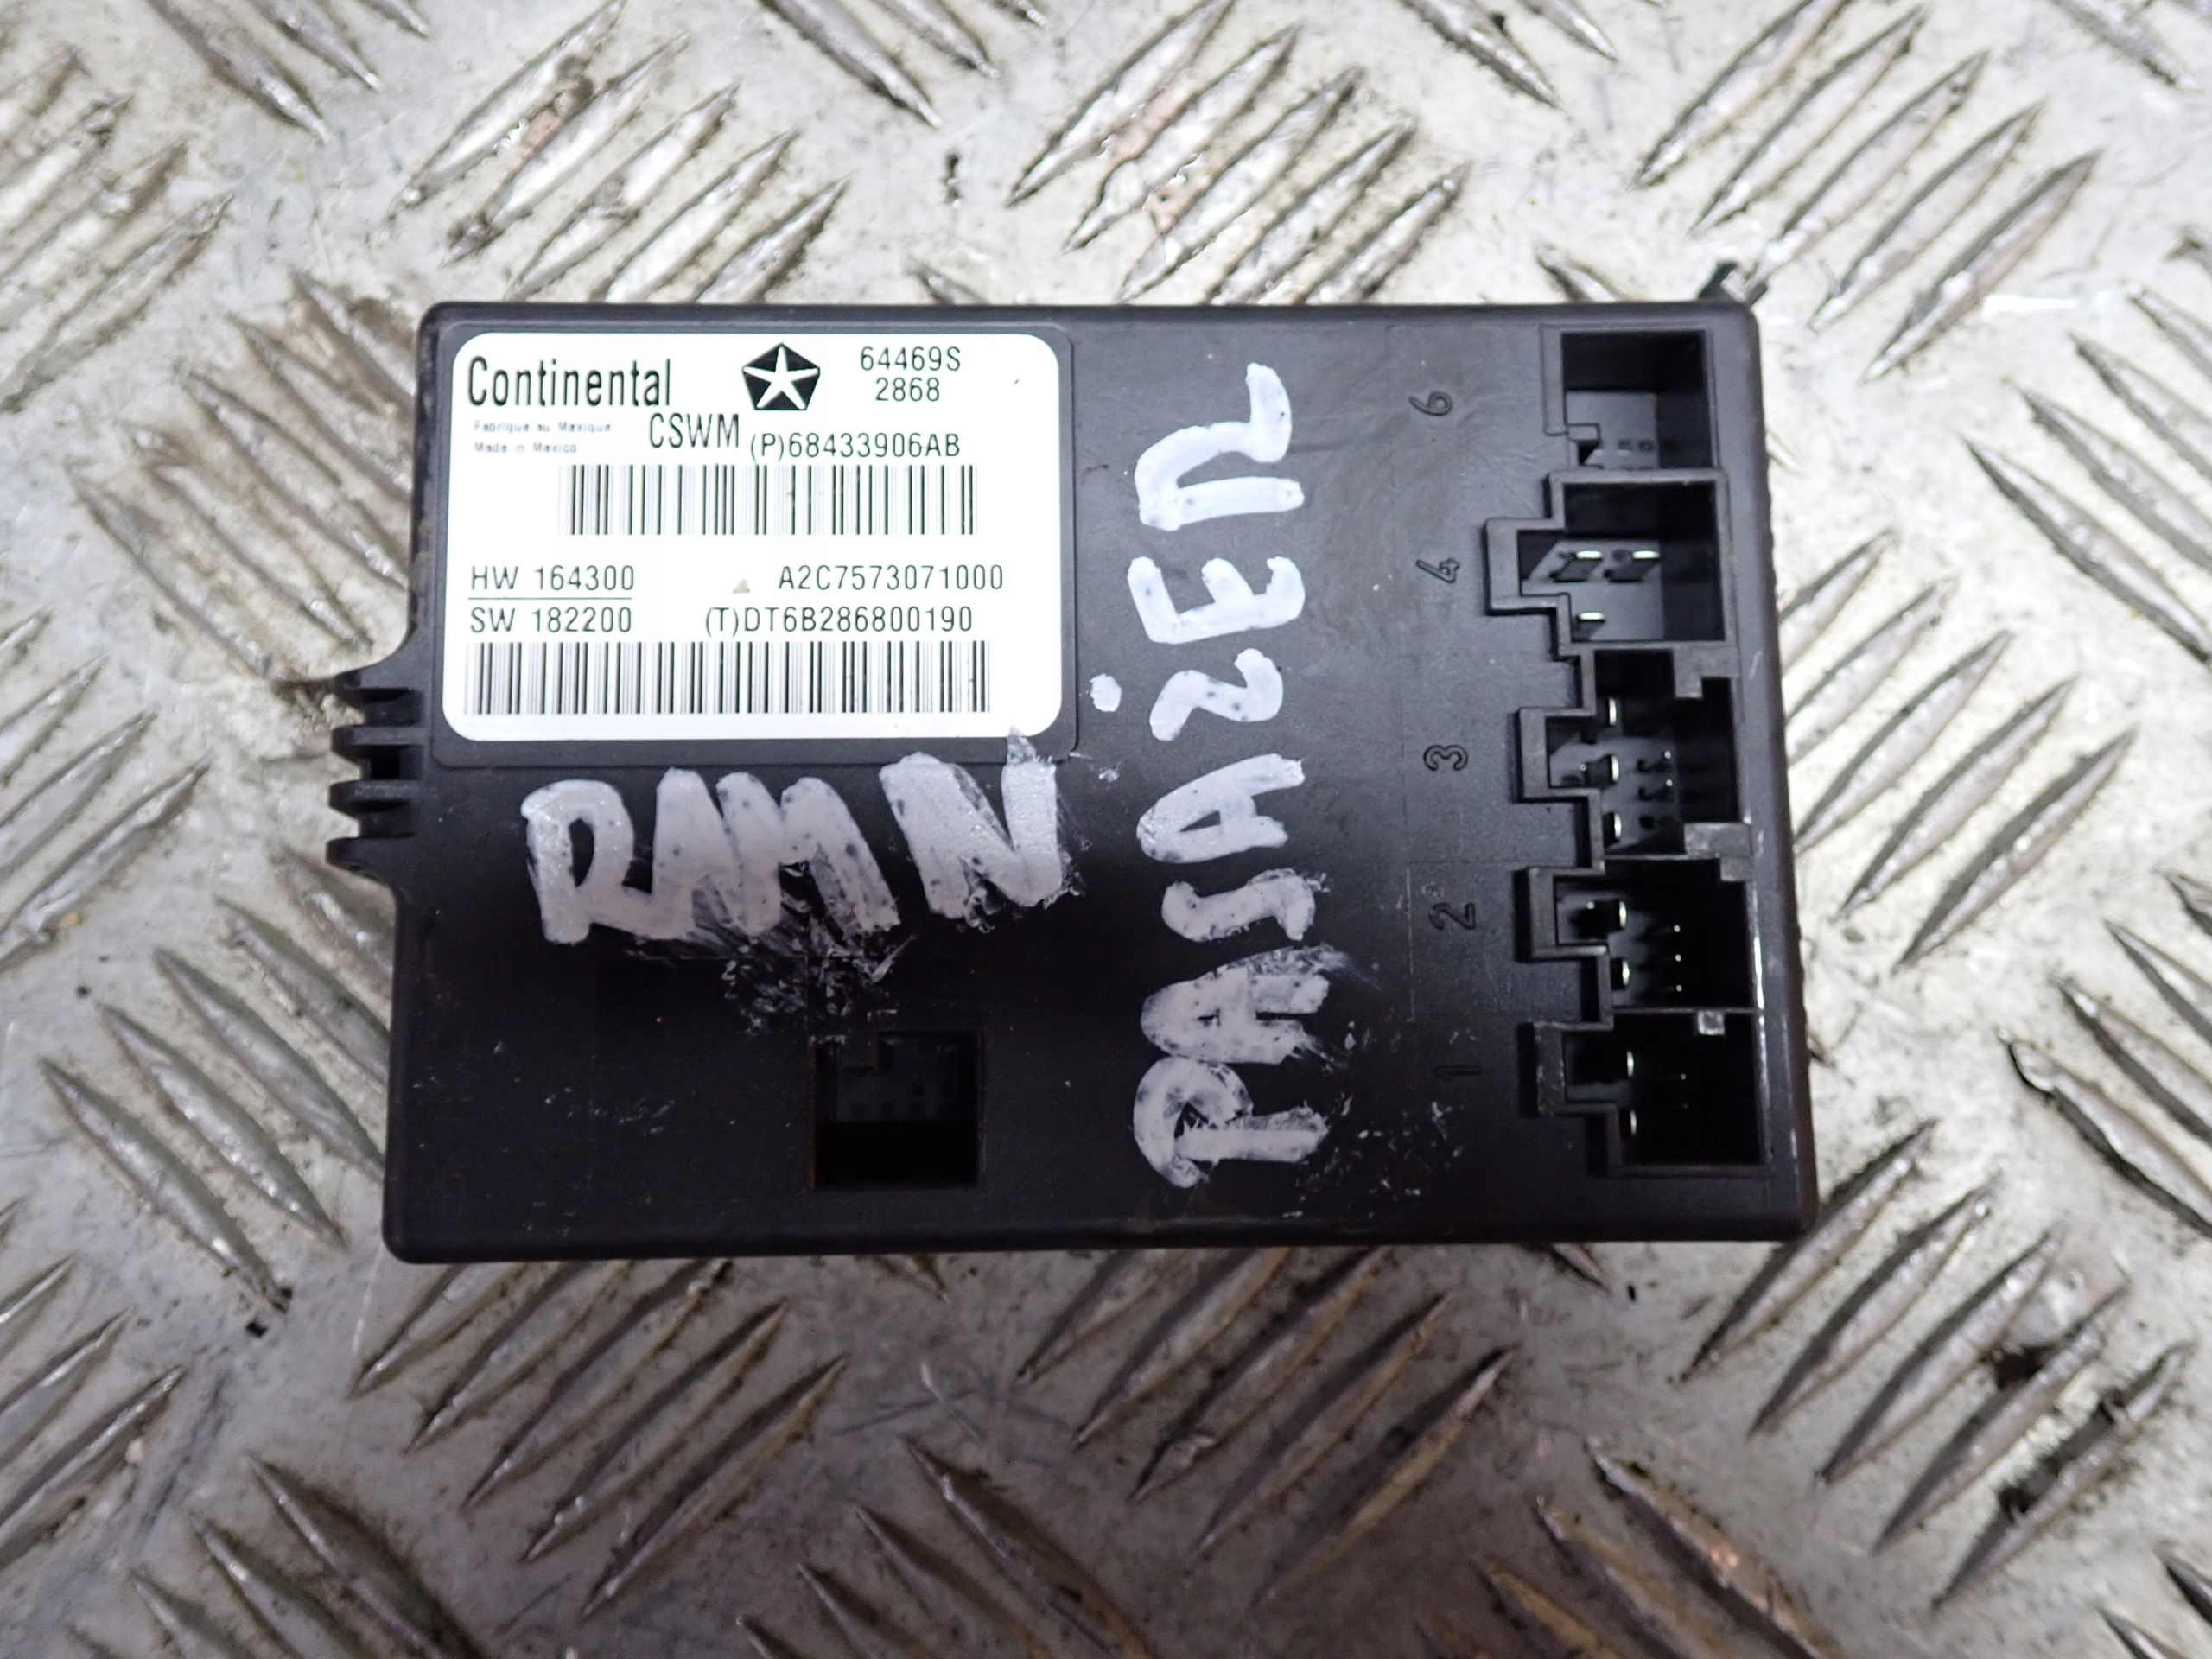 Continental
64469S
2868
Fabrique au Mexique
Made in Mexico
CSWM
(P)68433906AB
HW 164300
A2C7573071000
SW 182200
(T)DT6B286800190
RAM N
PASAŻER
6
4
3
2
1